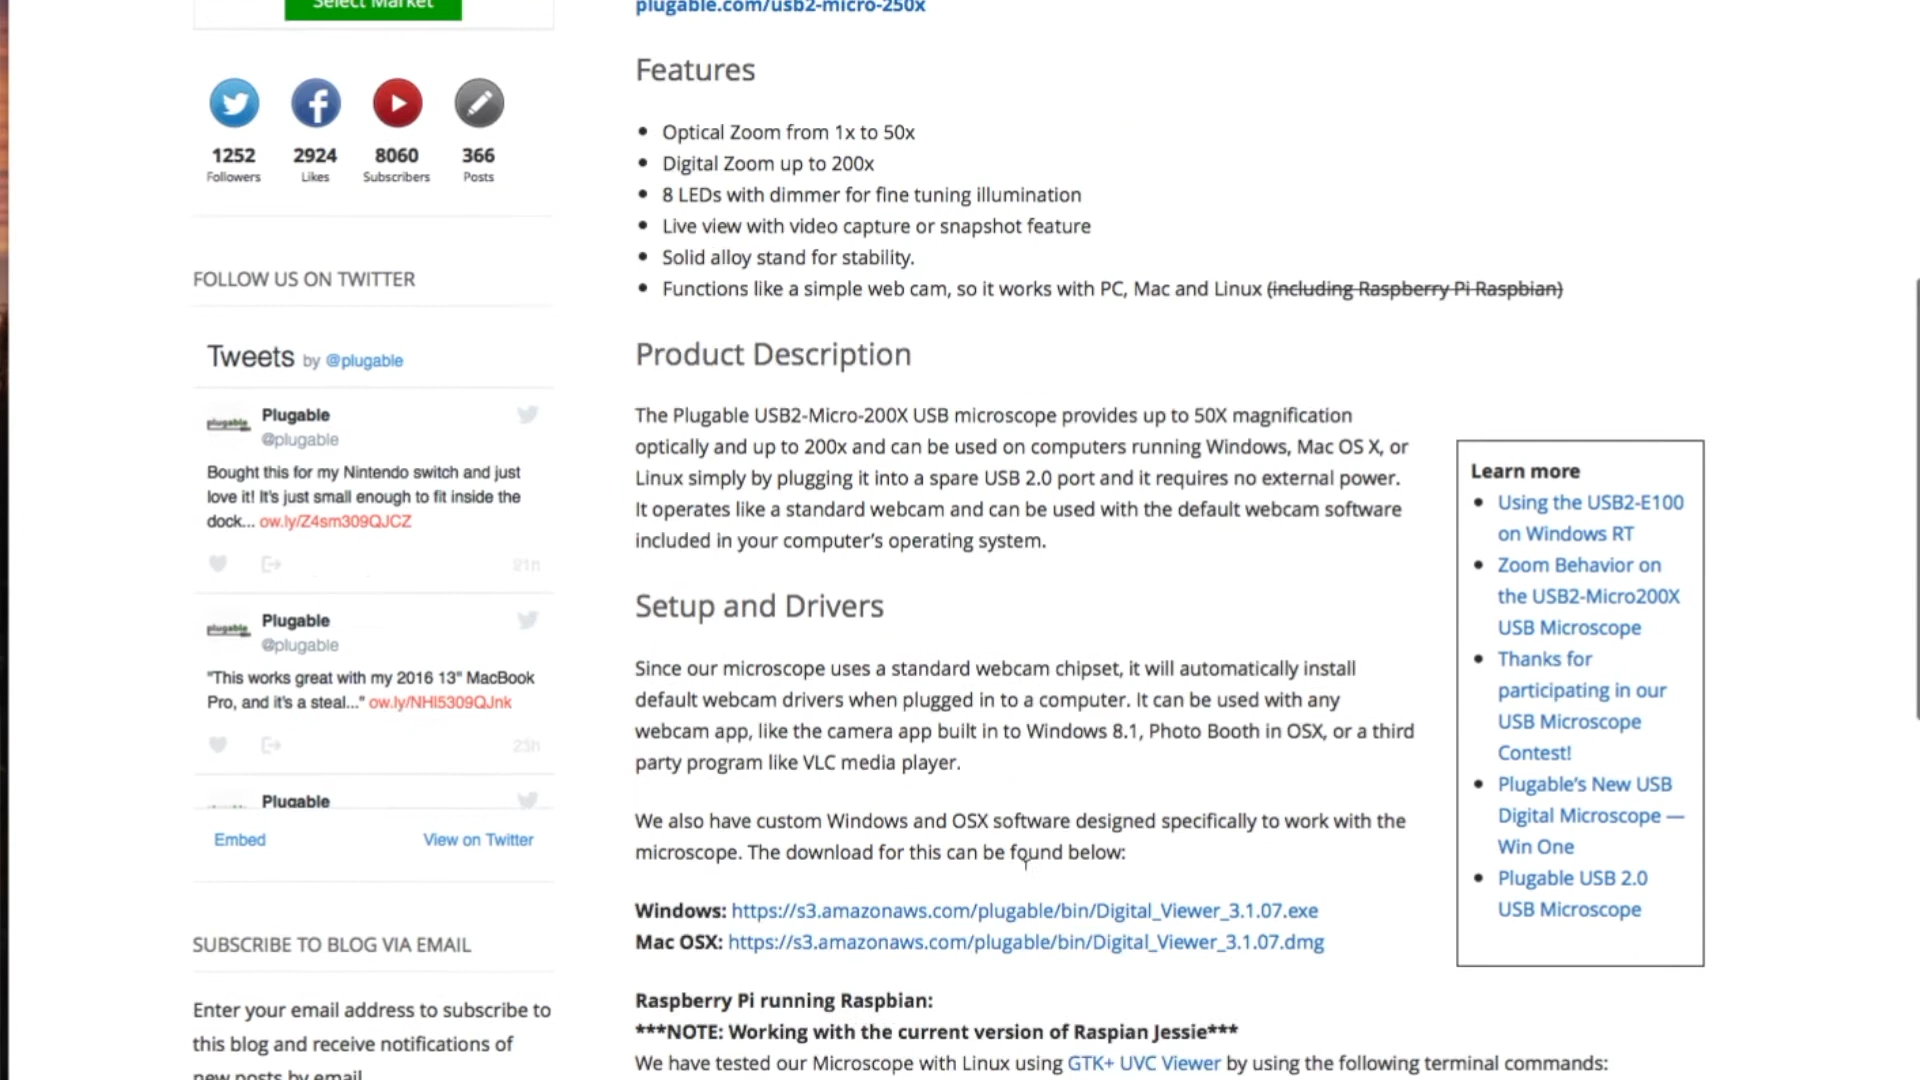 Select Market
1252
Followers
2924
Likes
8060
Subscribers
366
Posts
FOLLOW US ON TWITTER
Tweets by @plugable
plugable
Plugable
@plugable
Bought this for my Nintendo switch and just
love it! It's just small enough to fit inside the
dock... ow.ly/Z4sm309QJCZ
21h
plugable
Plugable
@plugable
"This works great with my 2016 13" MacBook
Pro, and it's a steal..." ow.ly/NHI5309QJnk
23h
Plugable
Embed
View on Twitter
SUBSCRIBE TO BLOG VIA EMAIL
Enter your email address to subscribe to
this blog and receive notifications of
new posts by email.
plugable.com/usb2-micro-250x
Features
Optical Zoom from 1x to 50x
Digital Zoom up to 200x
8 LEDs with dimmer for fine tuning illumination
Live view with video capture or snapshot feature
Solid alloy stand for stability.
Functions like a simple web cam, so it works with PC, Mac and Linux (including Raspberry Pi Raspbian)
Product Description
The Plugable USB2-Micro-200X USB microscope provides up to 50X magnification
optically and up to 200x and can be used on computers running Windows, Mac OS X, or
Linux simply by plugging it into a spare USB 2.0 port and it requires no external power.
It operates like a standard webcam and can be used with the default webcam software
included in your computer's operating system.
Setup and Drivers
Since our microscope uses a standard webcam chipset, it will automatically install
default webcam drivers when plugged in to a computer. It can be used with any
webcam app, like the camera app built in to Windows 8.1, Photo Booth in OSX, or a third
party program like VLC media player.
We also have custom Windows and OSX software designed specifically to work with the
microscope. The download for this can be found below:
Windows: https://s3.amazonaws.com/plugable/bin/Digital_Viewer_3.1.07.exe
Mac OSX: https://s3.amazonaws.com/plugable/bin/Digital_Viewer_3.1.07.dmg
Raspberry Pi running Raspbian:
***NOTE: Working with the current version of Raspian Jessie***
We have tested our Microscope with Linux using GTK+ UVC Viewer by using the following terminal commands:
Learn more
Using the USB2-E100
on Windows RT
Zoom Behavior on
the USB2-Micro200X
USB Microscope
Thanks for
participating in our
USB Microscope
Contest!
Plugable's New USB
Digital Microscope —
Win One
Plugable USB 2.0
USB Microscope